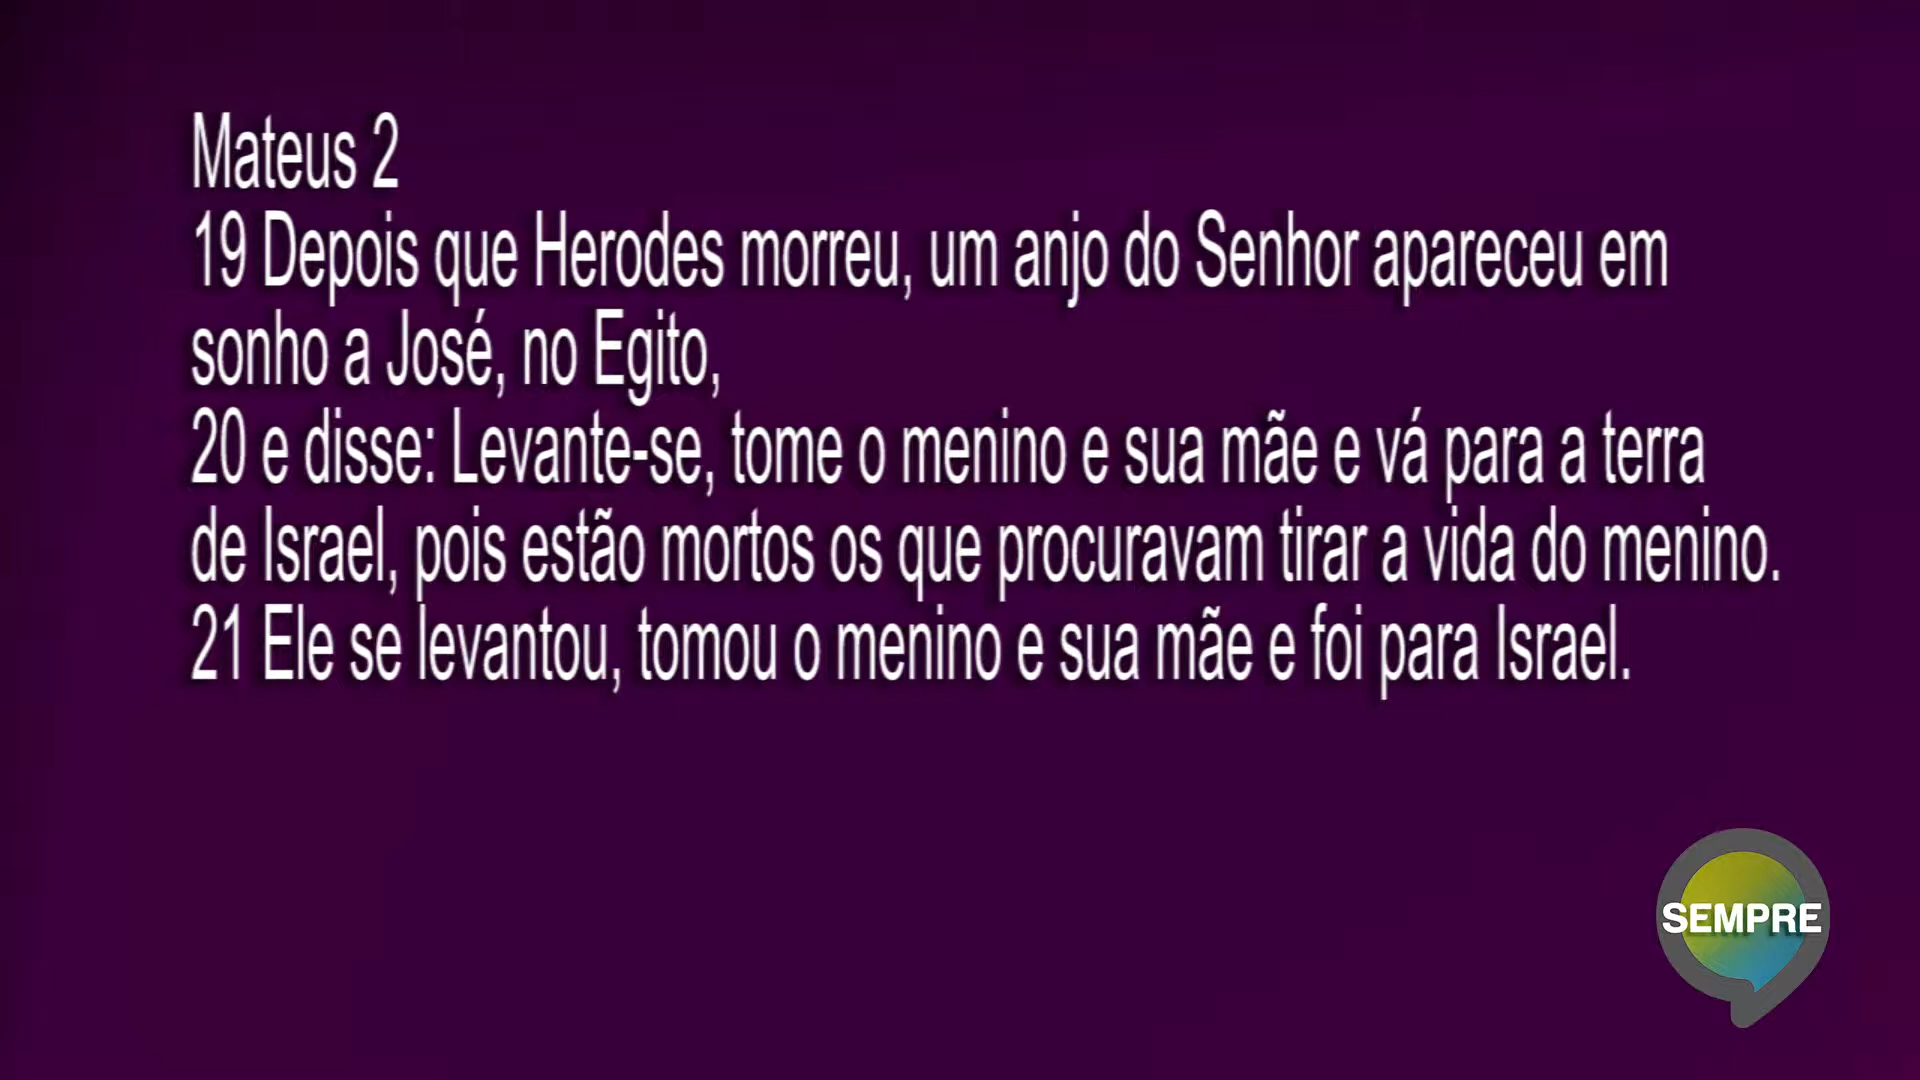 Mateus 2
19 Depois que Herodes morreu, um anjo do Senhor apareceu em
sonho a José, no Egito,
20 e disse: Levante-se, tome o menino e sua mãe e vá para a terra
de Israel, pois estão mortos os que procuravam tirar a vida do menino.
21 Ele se levantou, tomou o menino e sua mãe e foi para Israel.
SEMPRE